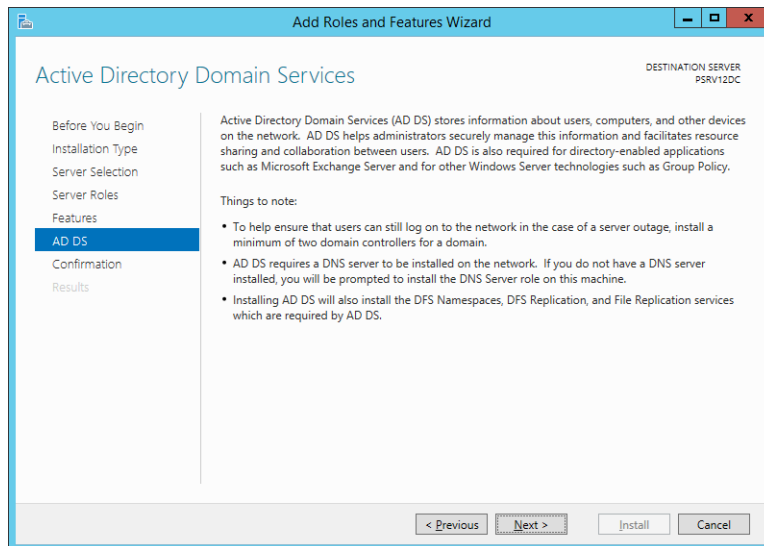 Add Roles and Features Wizard
Active Directory Domain Services
DESTINATION SERVER
PSRV12DC
Before You Begin
Installation Type
Server Selection
Server Roles
Features
AD DS
Confirmation
Results
Active Directory Domain Services (AD DS) stores information about users, computers, and other devices
on the network.  AD DS helps administrators securely manage this information and facilitates resource
sharing and collaboration between users.  AD DS is also required for directory-enabled applications
such as Microsoft Exchange Server and for other Windows Server technologies such as Group Policy.
Things to note:
• To help ensure that users can still log on to the network in the case of a server outage, install a
minimum of two domain controllers for a domain.
• AD DS requires a DNS server to be installed on the network.  If you do not have a DNS server
installed, you will be prompted to install the DNS Server role on this machine.
• Installing AD DS will also install the DFS Namespaces, DFS Replication, and File Replication services
which are required by AD DS.
< Previous
Next >
Install
Cancel